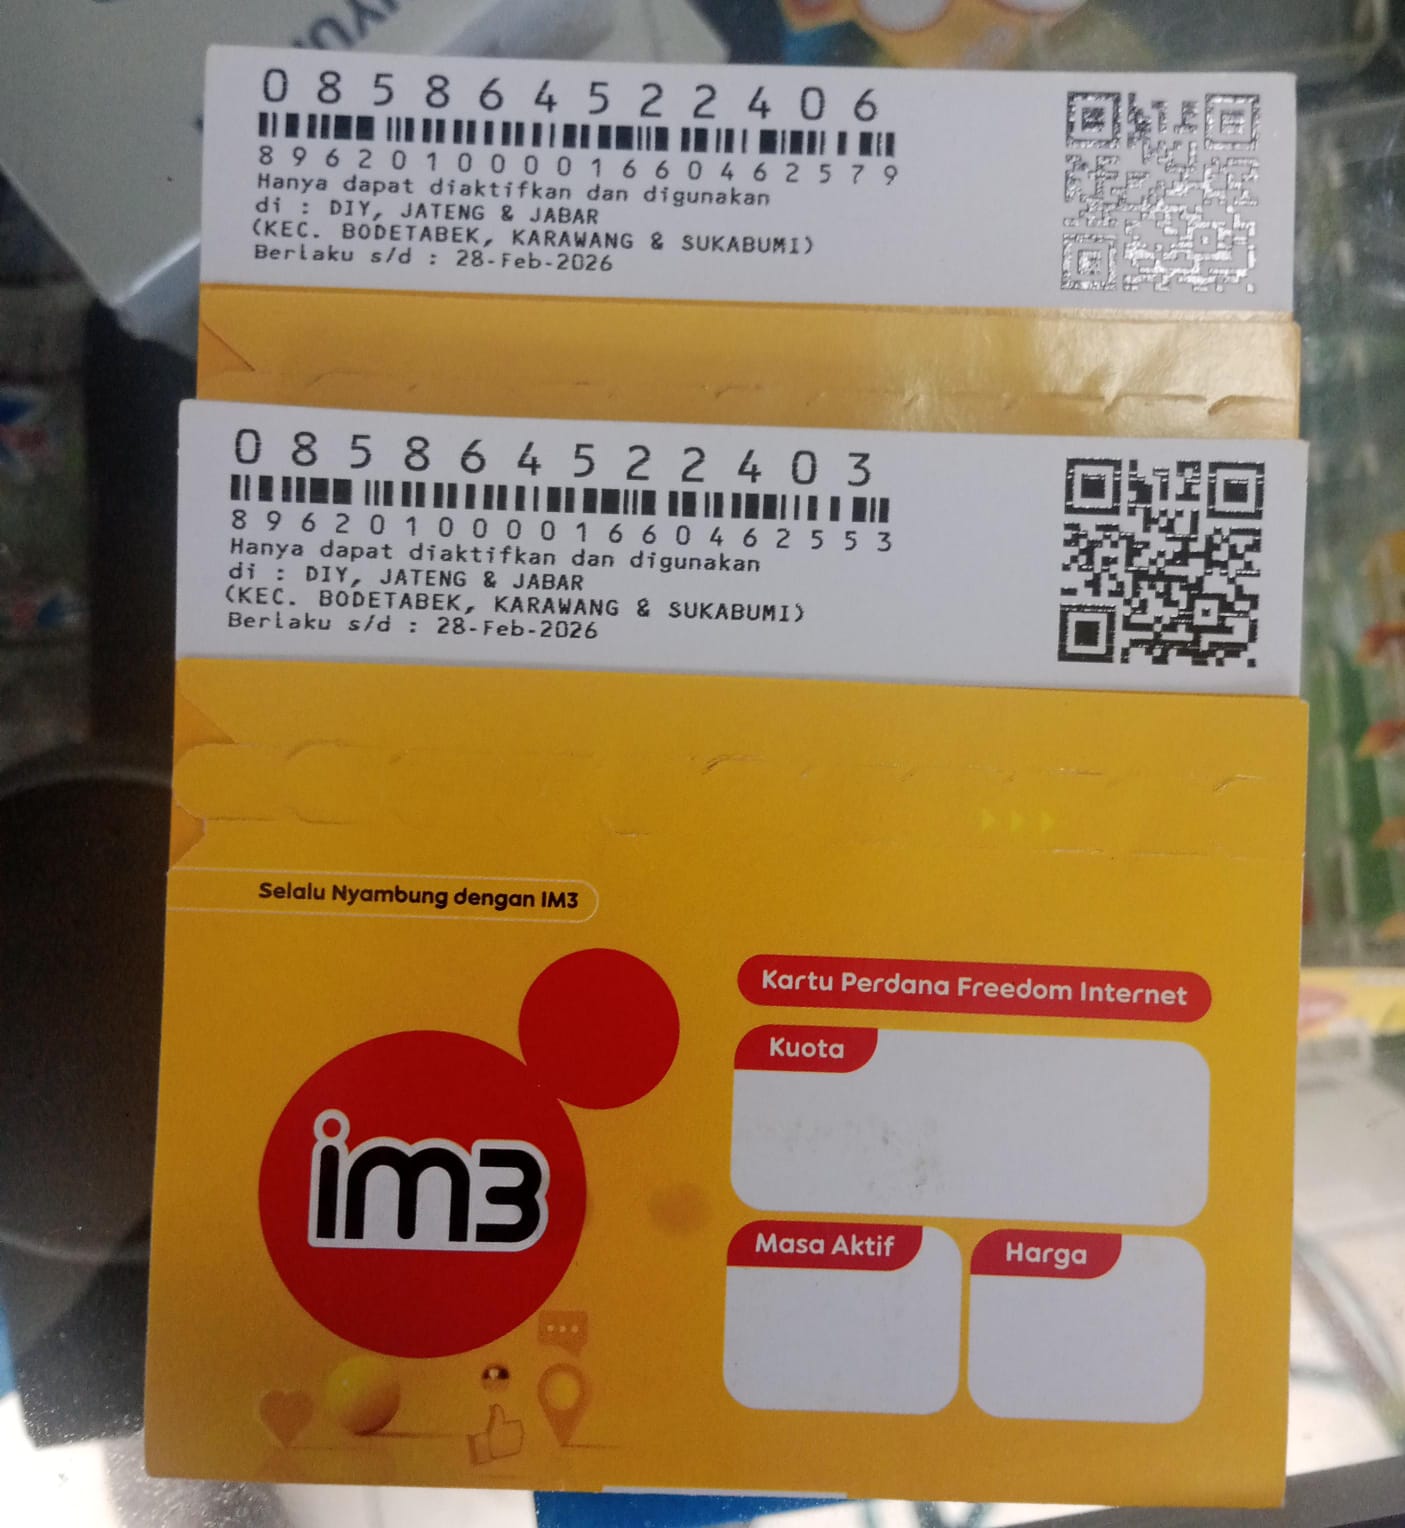 085864522406
89620100001660462579
Hanya dapat diaktifkan dan digunakan
di : DIY, JATENG & JABAR
(KEC. BODETABEK, KARAWANG & SUKABUMI)
Berlaku s/d : 28-Feb-2026
085864522403
89620100001660462553
Hanya dapat diaktifkan dan digunakan
di : DIY, JATENG & JABAR
(KEC. BODETABEK, KARAWANG & SUKABUMI)
Berlaku s/d : 28-Feb-2026
Selalu Nyambung dengan IM3
im3
Kartu Perdana Freedom Internet
Kuota
Masa Aktif
Harga